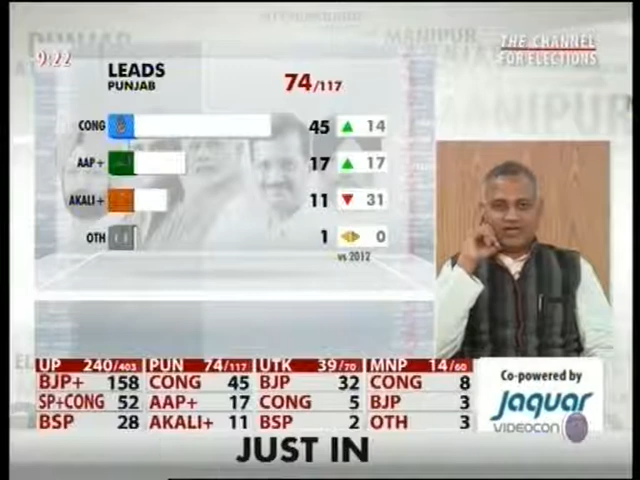 PUNJAB
MANIPUR
9:22
THE CHANNEL
FOR ELECTIONS
LEADS
PUNJAB
74/117
CONG 45 14
AAP+ 17 17
AKALI+ 11 31
OTH 1 0
vs 2012
MANIPUR
UP 240/403 PUN 74/117 UTK 39/70 MNP 14/60
BJP+ 158 CONG 45 BJP 32 CONG 8
SP+CONG 52 AAP+ 17 CONG 5 BJP 3
BSP 28 AKALI+ 11 BSP 2 OTH 3
Co-powered by
Jaquar
VIDEOCON
JUST IN